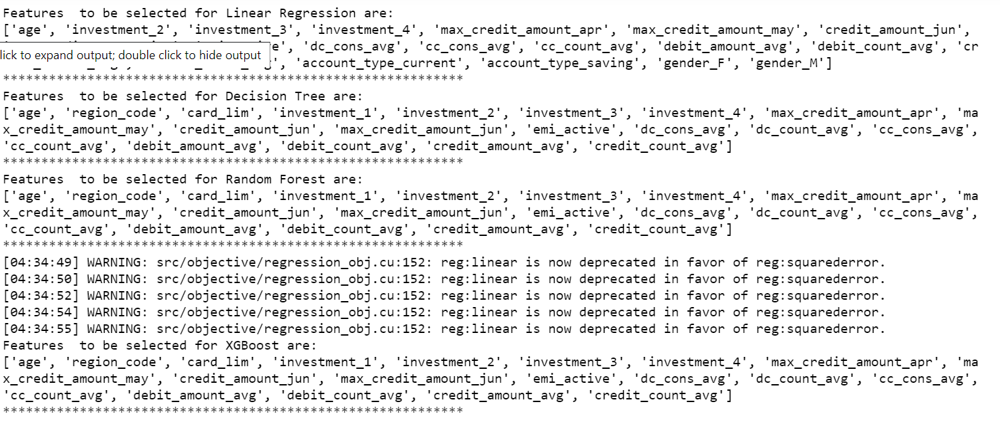 Features  to be selected for Linear Regression are:
['age', 'investment_2', 'investment_3', 'investment_4', 'max_credit_amount_apr', 'max_credit_amount_may', 'credit_amount_jun',
', 'dc_cons_avg', 'cc_cons_avg', 'cc_count_avg', 'debit_amount_avg', 'debit_count_avg', 'cr
lick to expand output; double click to hide output
', 'account_type_current', 'account_type_saving', 'gender_F', 'gender_M']
************************************************************
Features  to be selected for Decision Tree are:
['age', 'region_code', 'card_lim', 'investment_1', 'investment_2', 'investment_3', 'investment_4', 'max_credit_amount_apr', 'ma
x_credit_amount_may', 'credit_amount_jun', 'max_credit_amount_jun', 'emi_active', 'dc_cons_avg', 'dc_count_avg', 'cc_cons_avg',
'cc_count_avg', 'debit_amount_avg', 'debit_count_avg', 'credit_amount_avg', 'credit_count_avg']
************************************************************
Features  to be selected for Random Forest are:
['age', 'region_code', 'card_lim', 'investment_1', 'investment_2', 'investment_3', 'investment_4', 'max_credit_amount_apr', 'ma
x_credit_amount_may', 'credit_amount_jun', 'max_credit_amount_jun', 'emi_active', 'dc_cons_avg', 'dc_count_avg', 'cc_cons_avg',
'cc_count_avg', 'debit_amount_avg', 'debit_count_avg', 'credit_amount_avg', 'credit_count_avg']
************************************************************
[04:34:49] WARNING: src/objective/regression_obj.cu:152: reg:linear is now deprecated in favor of reg:squarederror.
[04:34:50] WARNING: src/objective/regression_obj.cu:152: reg:linear is now deprecated in favor of reg:squarederror.
[04:34:52] WARNING: src/objective/regression_obj.cu:152: reg:linear is now deprecated in favor of reg:squarederror.
[04:34:54] WARNING: src/objective/regression_obj.cu:152: reg:linear is now deprecated in favor of reg:squarederror.
[04:34:55] WARNING: src/objective/regression_obj.cu:152: reg:linear is now deprecated in favor of reg:squarederror.
Features  to be selected for XGBoost are:
['age', 'region_code', 'card_lim', 'investment_1', 'investment_2', 'investment_3', 'investment_4', 'max_credit_amount_apr', 'ma
x_credit_amount_may', 'credit_amount_jun', 'max_credit_amount_jun', 'emi_active', 'dc_cons_avg', 'dc_count_avg', 'cc_cons_avg',
'cc_count_avg', 'debit_amount_avg', 'debit_count_avg', 'credit_amount_avg', 'credit_count_avg']
************************************************************